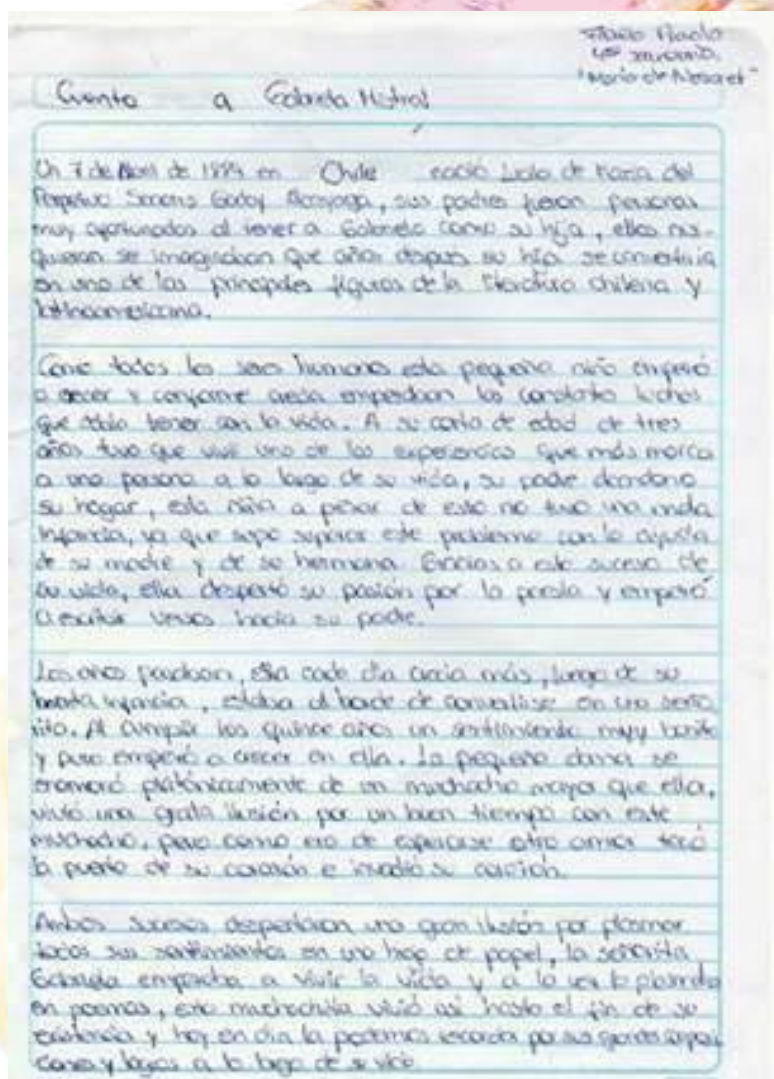 4to secundaria
"María de Nazaret"
Cuento a Gabriela Mistral
Un 7 de Abril de 1889 en Chile nació Lucila de María del
Perpetuo Socorro Godoy Alcayaga, sus padres fueron personas
muy afortunados al tener a Gabriela como su hija, ellos nis-
quieran se imaginaban que años después su hija se convertiría
en una de las principales figuras de la literatura chilena y
latinoamericana.
Como todos los seres humanos esta pequeña niña empezó
a crecer y conforme crecía empezaban las constantes luchas
que debía tener con la vida. A su corta de edad de tres
años tuvo que vivir una de las experiencias que más marca
a una persona a lo largo de su vida, su padre abandonó
su hogar, esta niña a pesar de esto no tuvo una mala
infancia, ya que supo superar este problema con la ayuda
de su madre y de su hermana. Gracias a este suceso de
su vida, ella despertó su pasión por la poesía y empezó
a escribir versos hacia su padre.
Los años pasaban, ella cada día crecía más, luego de su
infancia, estaba al borde de convertirse en una seño
rita. Al cumplir los quince años un sentimiento muy bonito
y puro empezó a crecer en ella. La pequeña dama se
enamoró platónicamente de un muchacho mayor que ella,
vivió una grata ilusión por un buen tiempo con este
muchacho, pero como era de esperarse otro amor tocó
la puerta de su corazón e invadió su corazón.
Ambos sucesos despertaron una gran ilusión por plasmar
todos sus sentimientos en una hoja de papel, la señorita
Gabriela empezaba a vivir la vida y a la vez lo plasmaba
en poemas, esta muchachita vivió así hasta el fin de su
existencia y hoy en día la podemos recordar por sus grandes
y logros a lo largo de su vida